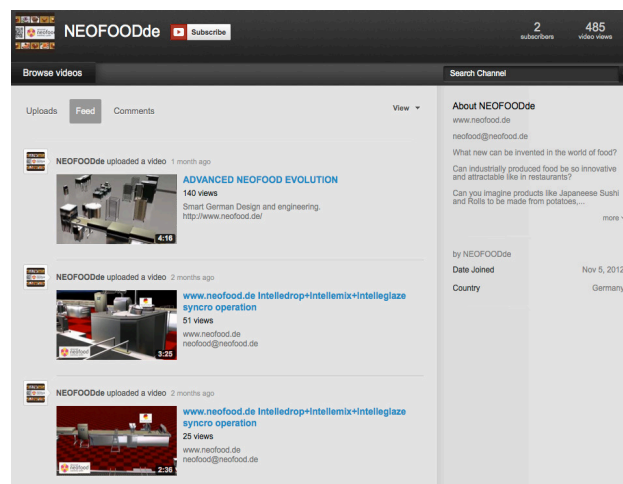 NEOFOODde
Subscribe
2
subscribers
485
video views
Browse videos
Search Channel
Uploads
Feed
Comments
View
NEOFOODde uploaded a video 1 month ago
ADVANCED NEOFOOD EVOLUTION
140 views
Smart German Design and engineering.
http://www.neofood.de/
4:16
NEOFOODde uploaded a video 2 months ago
www.neofood.de Intelledrop+Intellemix+Intelleglaze
syncro operation
51 views
www.neofood.de
neofood@neofood.de
neofood
3:25
NEOFOODde uploaded a video 2 months ago
www.neofood.de Intelledrop+Intellemix+Intelleglaze
syncro operation
25 views
www.neofood.de
neofood@neofood.de
neofood
2:36
About NEOFOODde
www.neofood.de
neofood@neofood.de
What new can be invented in the world of food?
Can industrially produced food be so innovative
and attractable like in restaurants?
Can you imagine products like Japaneese Sushi
and Rolls to be made from potatoes,...
more
by NEOFOODde
Date Joined
Nov 5, 2012
Country
Germany